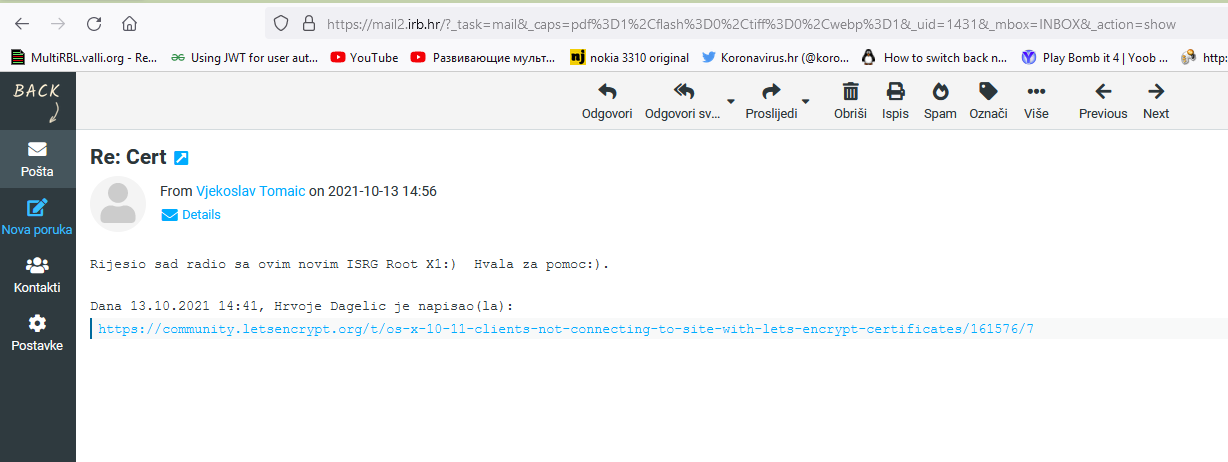 https://mail2.irb.hr/?_task=mail&_caps=pdf%3D1%2Cflash%3D0%2Ctiff%3D0%2Cwebp%3D1&_uid=1431&_mbox=INBOX&_action=show
MultiRBL.valli.org - Re... Using JWT for user aut... YouTube Развивающие мульт... nj nokia 3310 original Koronavirus.hr (@koro... How to switch back n... Play Bomb it 4 | Yoob ... http:
BACK
Odgovori Odgovori sv... Proslijedi Obriši Ispis Spam Označi Više Previous Next
Pošta
Nova poruka
Kontakti
Postavke
Re: Cert
From Vjekoslav Tomaic on 2021-10-13 14:56
Details
Rijesio sad radio sa ovim novim ISRG Root X1:)  Hvala za pomoc:).
Dana 13.10.2021 14:41, Hrvoje Dagelic je napisao(la):
https://community.letsencrypt.org/t/os-x-10-11-clients-not-connecting-to-site-with-lets-encrypt-certificates/161576/7